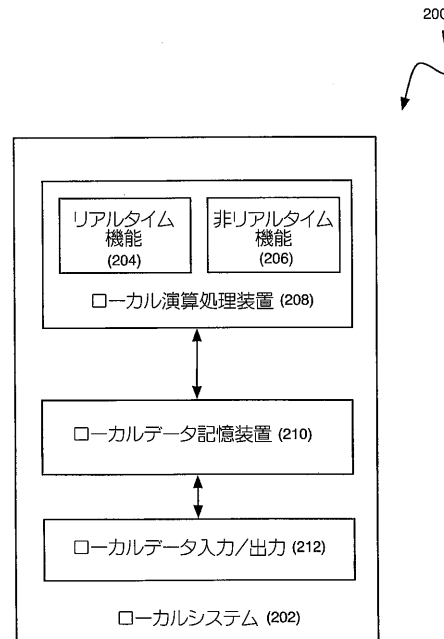 200
リアルタイム
機能
(204)
非リアルタイム
機能
(206)
ローカル演算処理装置 (208)
ローカルデータ記憶装置 (210)
ローカルデータ入力/出力 (212)
ローカルシステム (202)